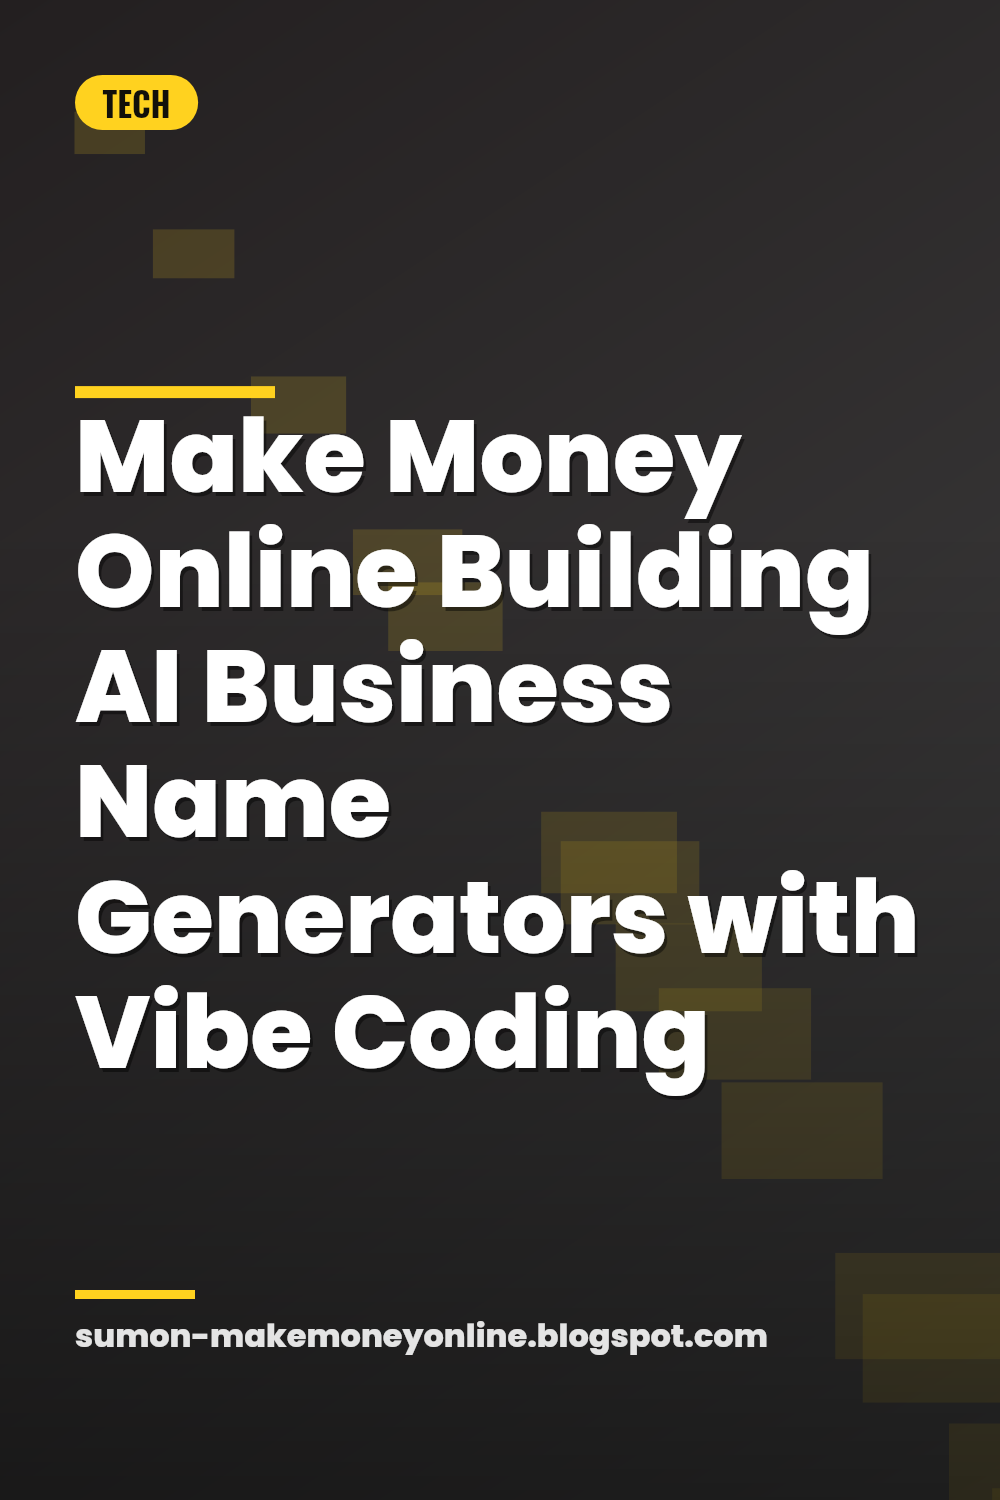 TECH
Make Money
Online Building
AI Business
Name
Generators with
Vibe Coding
sumon-makemoneyonline.blogspot.com